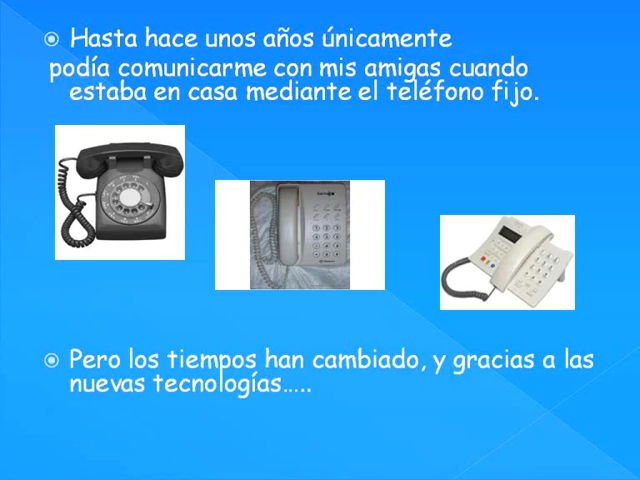 Hasta hace unos años únicamente
podía comunicarme con mis amigas cuando
estaba en casa mediante el teléfono fijo.
Pero los tiempos han cambiado, y gracias a las
nuevas tecnologías.....